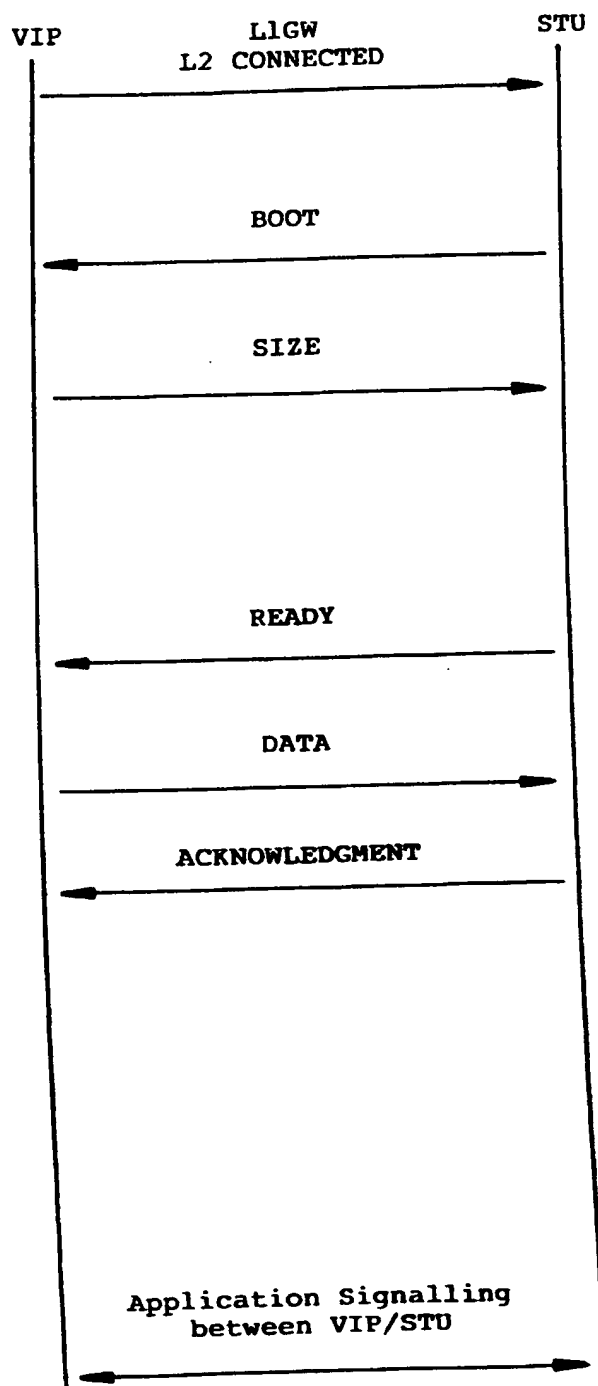 VIP L1GW STU
L2 CONNECTED
BOOT
SIZE
READY
DATA
ACKNOWLEDGMENT
Application Signalling
between VIP/STU